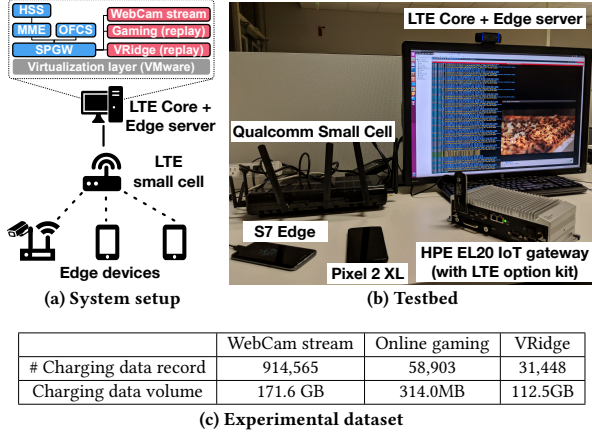 HSS
MME OFCS
SPGW
WebCam stream
Gaming (replay)
VRidge (replay)
Virtualization layer (VMware)
LTE Core +
Edge server
LTE
small cell
Edge devices
(a) System setup
LTE Core + Edge server
Qualcomm Small Cell
S7 Edge
Pixel 2 XL
HPE EL20 IoT gateway
(with LTE option kit)
(b) Testbed
WebCam stream Online gaming VRidge
# Charging data record 914,565 58,903 31,448
Charging data volume 171.6 GB 314.0MB 112.5GB
(c) Experimental dataset